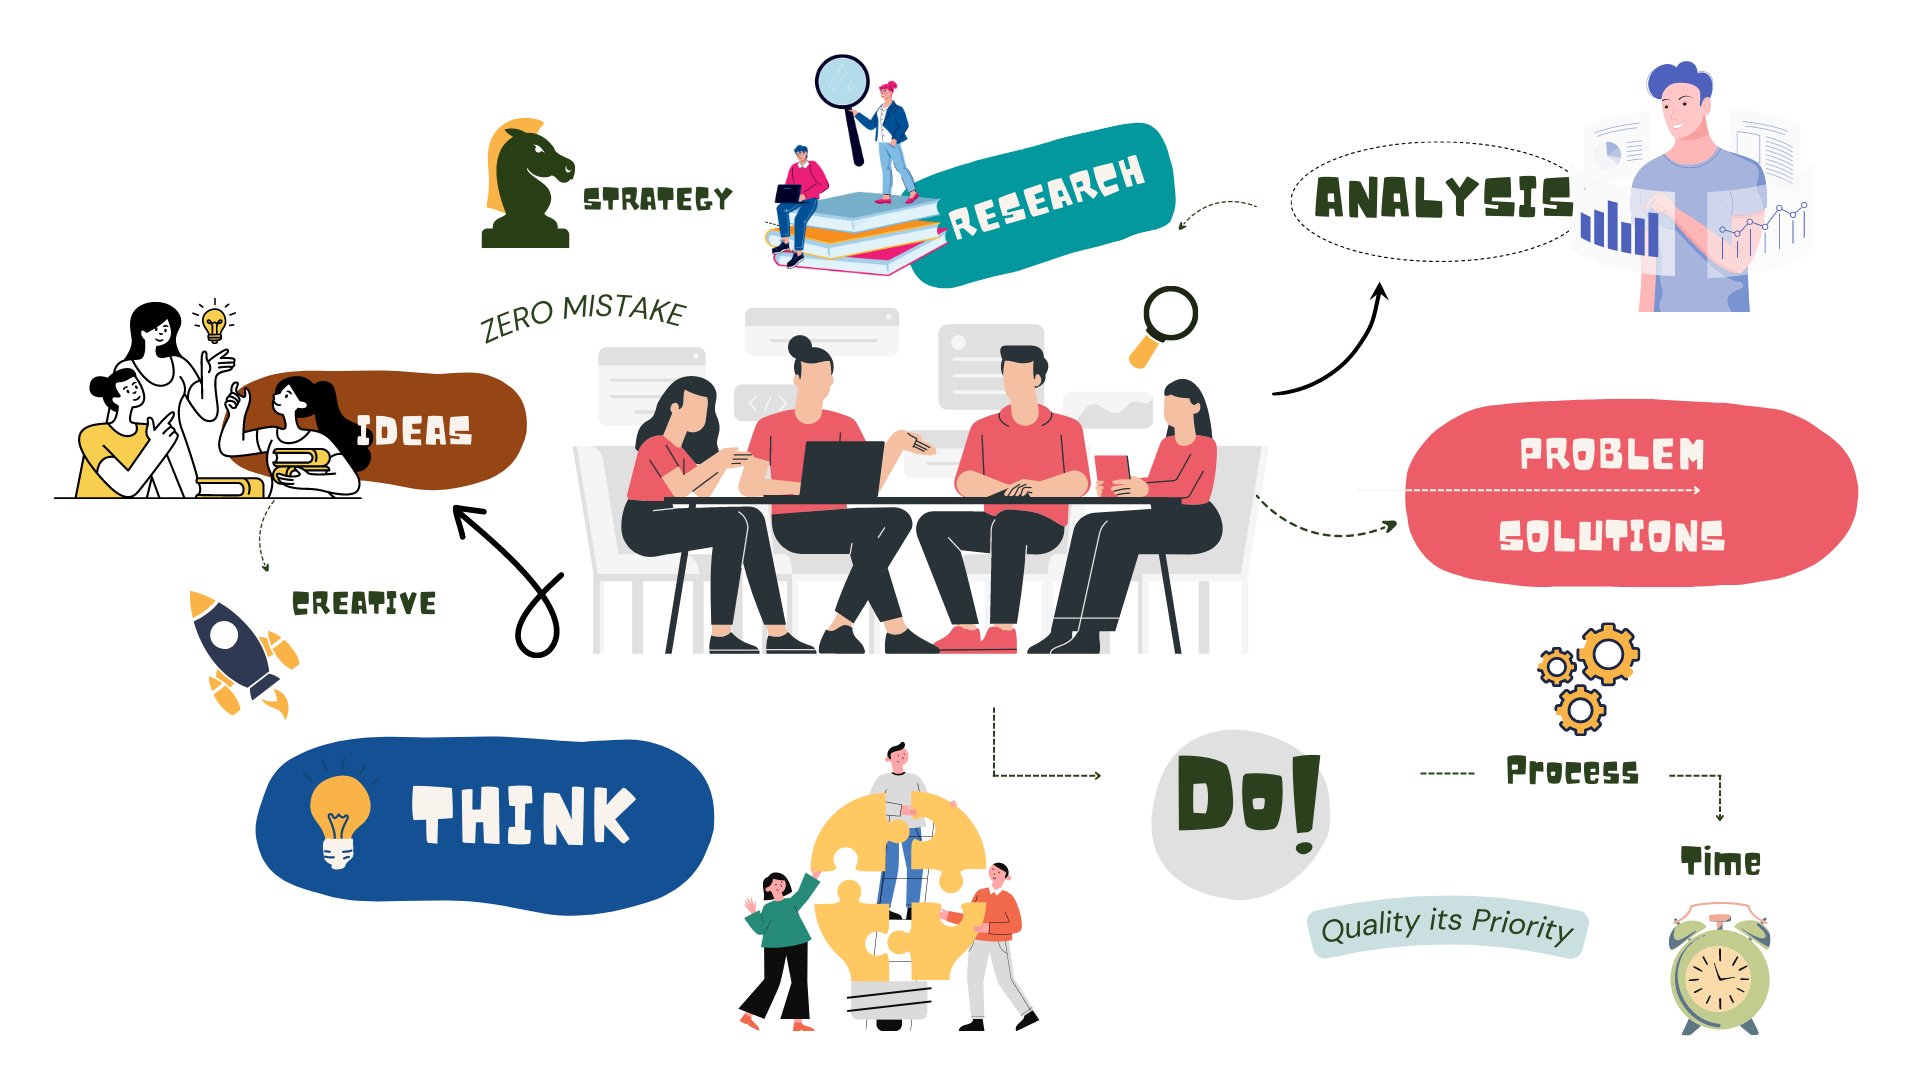 STRATEGY
RESEARCH
ANALYSIS
ZERO MISTAKE
IDEAS
</>
PROBLEM
SOLUTIONS
CREATIVE
THINK
Do!
Process
Time
Quality its Priority